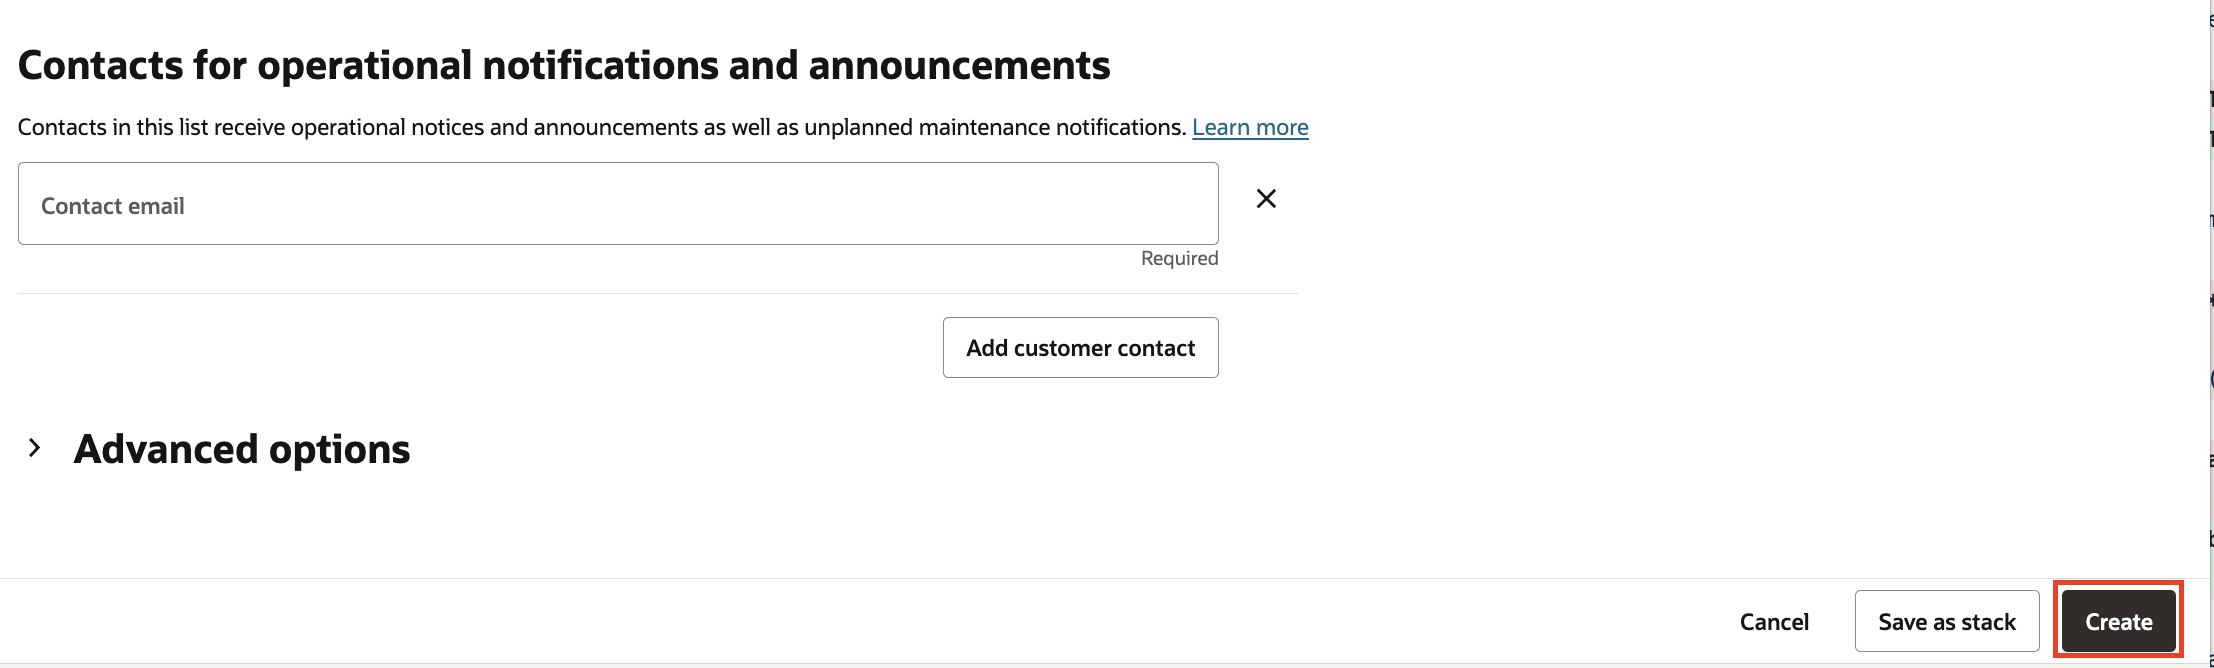 Contacts for operational notifications and announcements
Contacts in this list receive operational notices and announcements as well as unplanned maintenance notifications. Learn more
Contact email
Required
Add customer contact
Advanced options
Cancel
Save as stack
Create